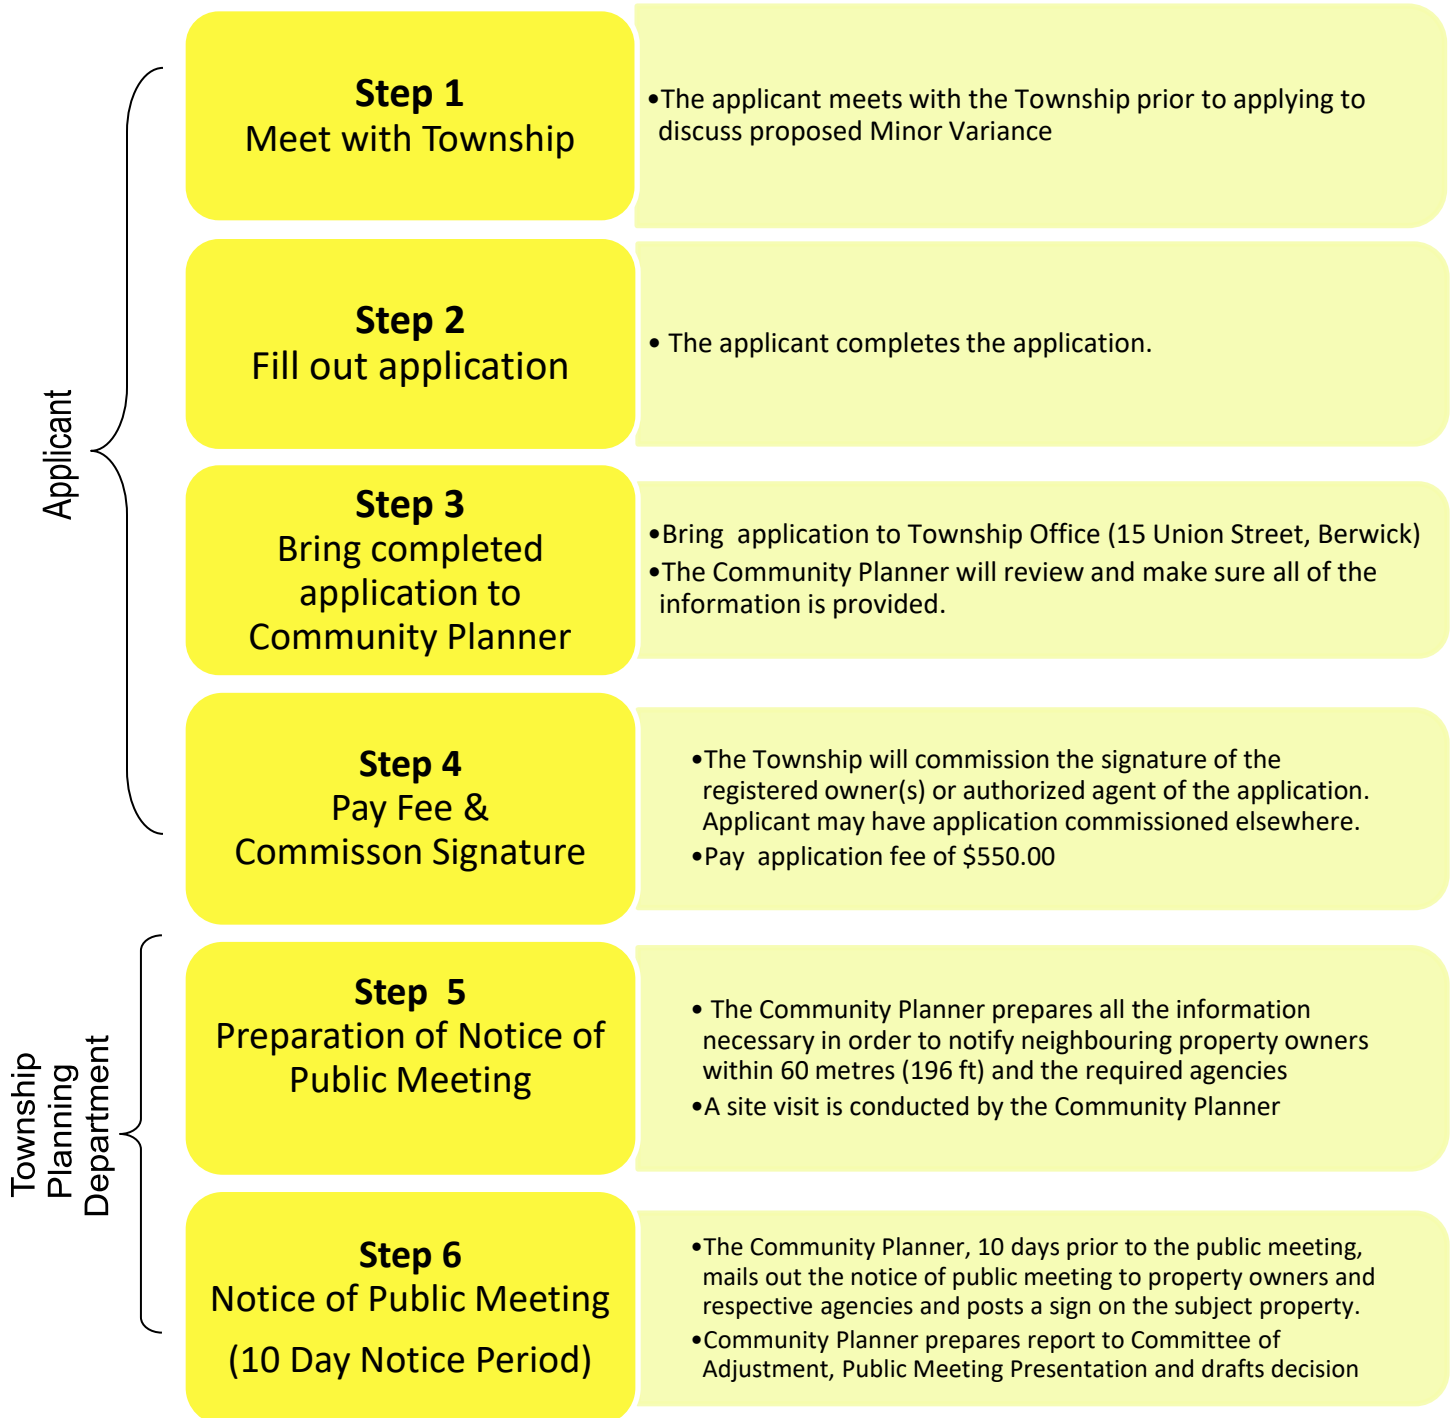 Applicant
Step 1
Meet with Township
•The applicant meets with the Township prior to applying to
discuss proposed Minor Variance
Step 2
Fill out application
• The applicant completes the application.
Step 3
Bring completed
application to
Community Planner
•Bring application to Township Office (15 Union Street, Berwick)
•The Community Planner will review and make sure all of the
information is provided.
Step 4
Pay Fee &
Commisson Signature
•The Township will commission the signature of the
registered owner(s) or authorized agent of the application.
Applicant may have application commissioned elsewhere.
•Pay application fee of $550.00
Township
Planning
Department
Step 5
Preparation of Notice of
Public Meeting
• The Community Planner prepares all the information
necessary in order to notify neighbouring property owners
within 60 metres (196 ft) and the required agencies
•A site visit is conducted by the Community Planner
Step 6
Notice of Public Meeting
(10 Day Notice Period)
•The Community Planner, 10 days prior to the public meeting,
mails out the notice of public meeting to property owners and
respective agencies and posts a sign on the subject property.
•Community Planner prepares report to Committee of
Adjustment, Public Meeting Presentation and drafts decision